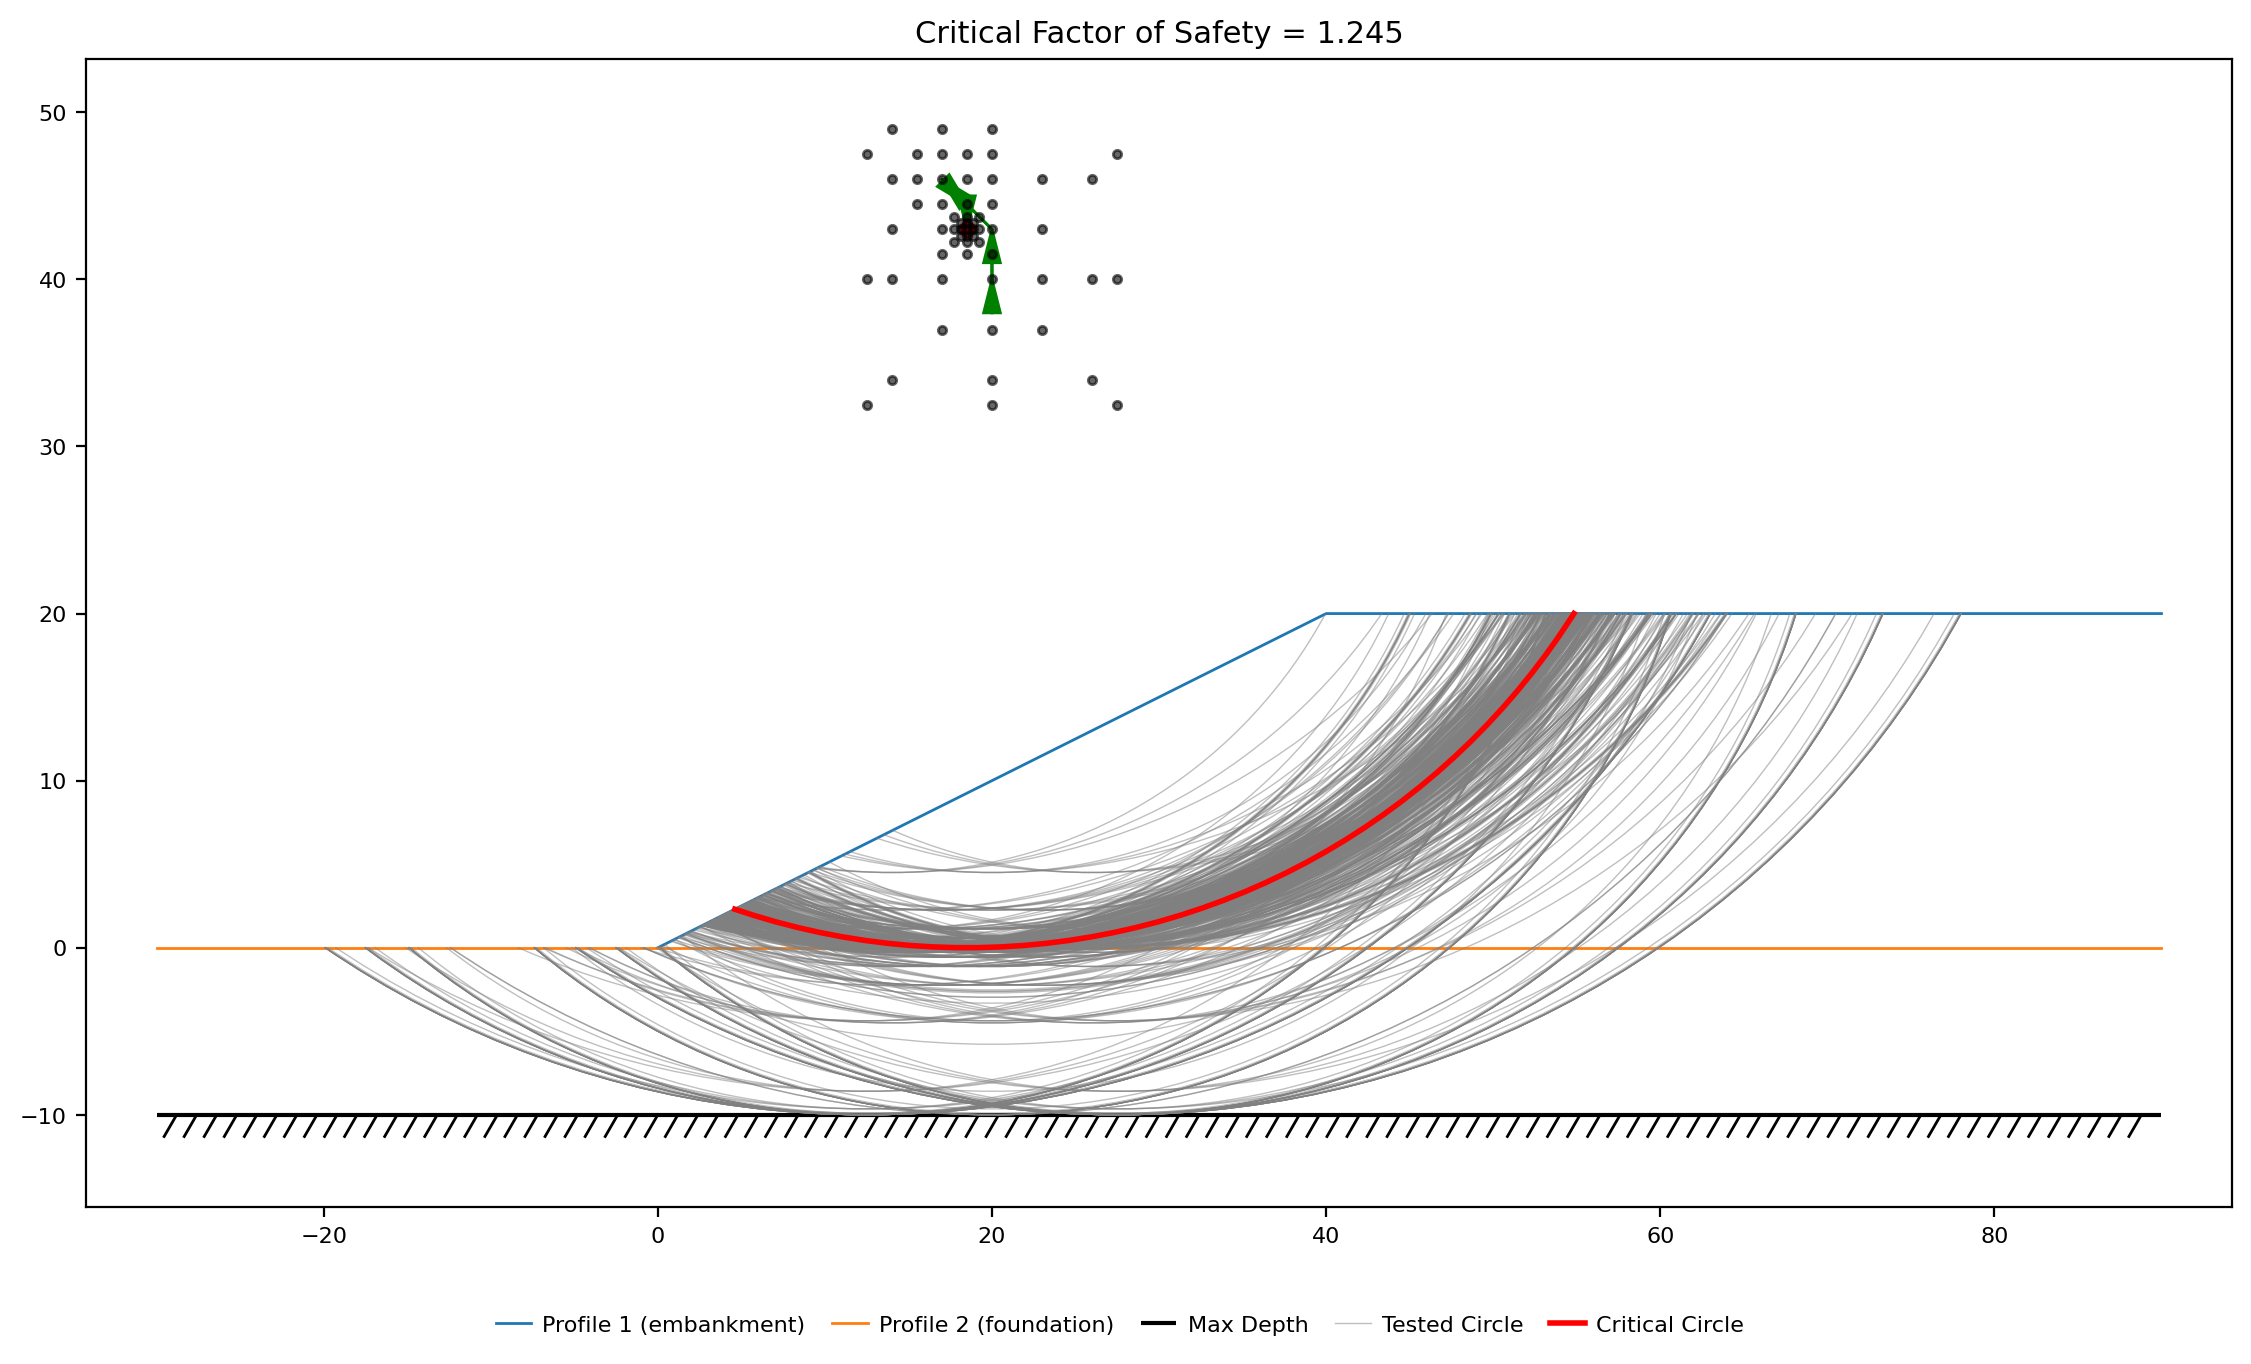 Critical Factor of Safety = 1.245
50
40
30
20
10
0
−10
−20 0 20 40 60 80
Profile 1 (embankment) Profile 2 (foundation) Max Depth Tested Circle Critical Circle